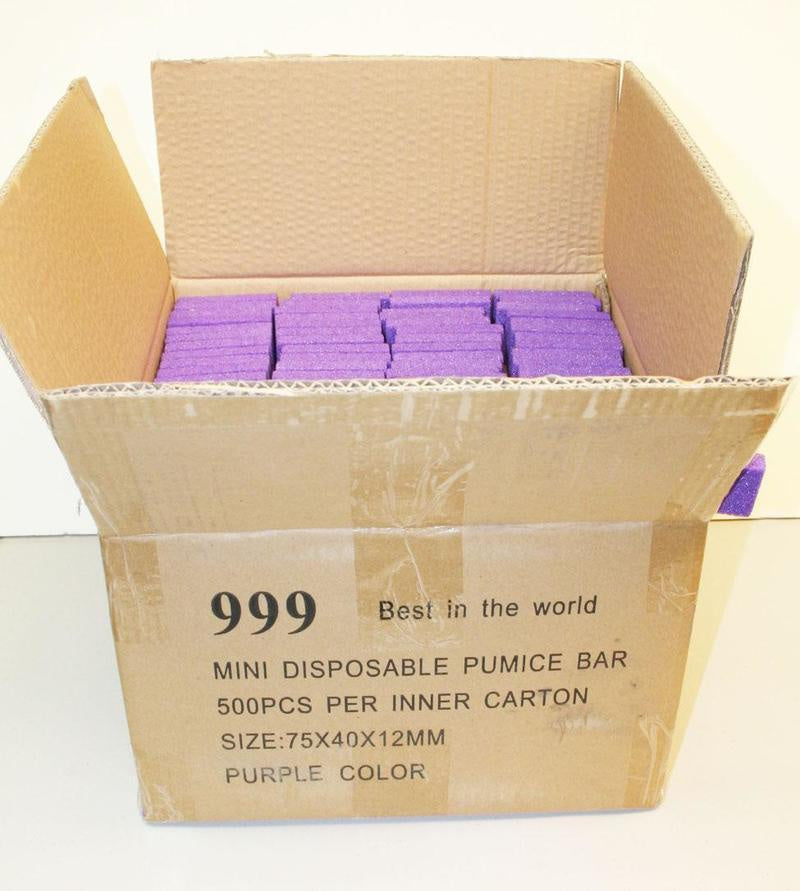 999 Best in the world
MINI DISPOSABLE PUMICE BAR
500PCS PER INNER CARTON
SIZE:75X40X12MM
PURPLE COLOR